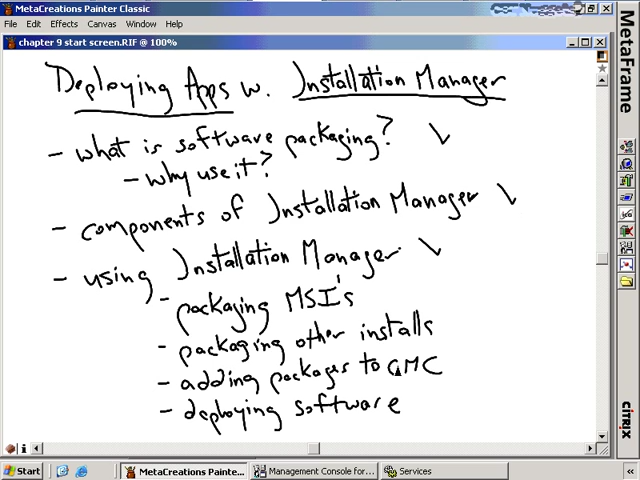 MetaCreations Painter Classic
File Edit Effects Canvas Window Help
chapter 9 start screen.RIF @ 100%
Deploying Apps w. Installation Manager
- what is software packaging?
- why use it?
- components of Installation Manager
- using Installation Manager
- packaging MSI's
- packaging other installs
- adding packages to CMC
- deploying software
MetaFrame
CITRIX
Start MetaCreations Painte... Management Console for... Services